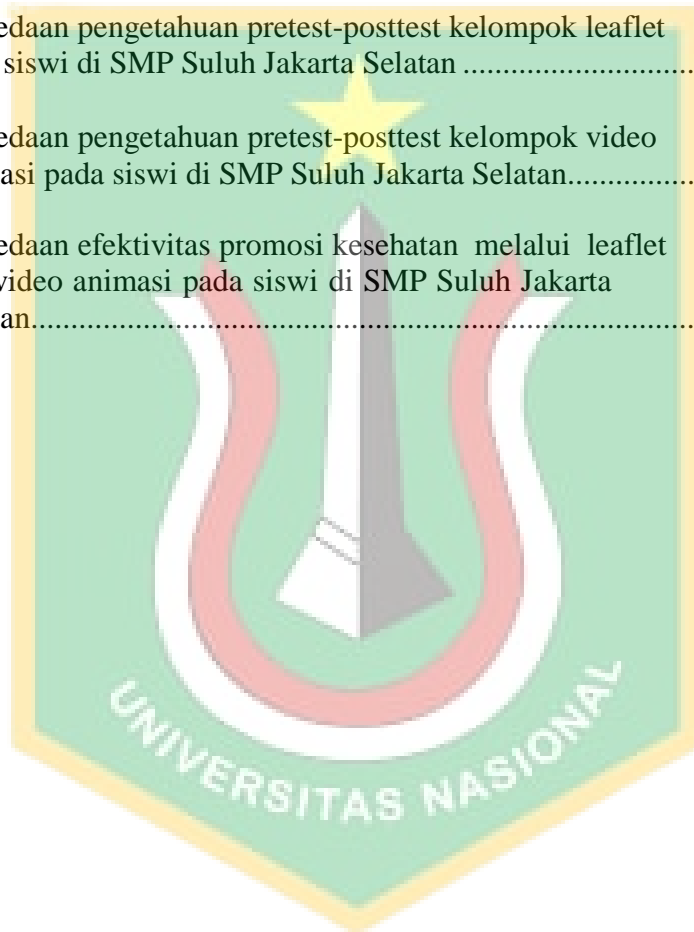 edaan pengetahuan pretest-posttest kelompok leaflet
siswi di SMP Suluh Jakarta Selatan ..............................
edaan pengetahuan pretest-posttest kelompok video
asi pada siswi di SMP Suluh Jakarta Selatan.................
edaan efektivitas promosi kesehatan melalui leaflet
video animasi pada siswi di SMP Suluh Jakarta
an.....................................................................................
UNIVERSITAS NASIONAL